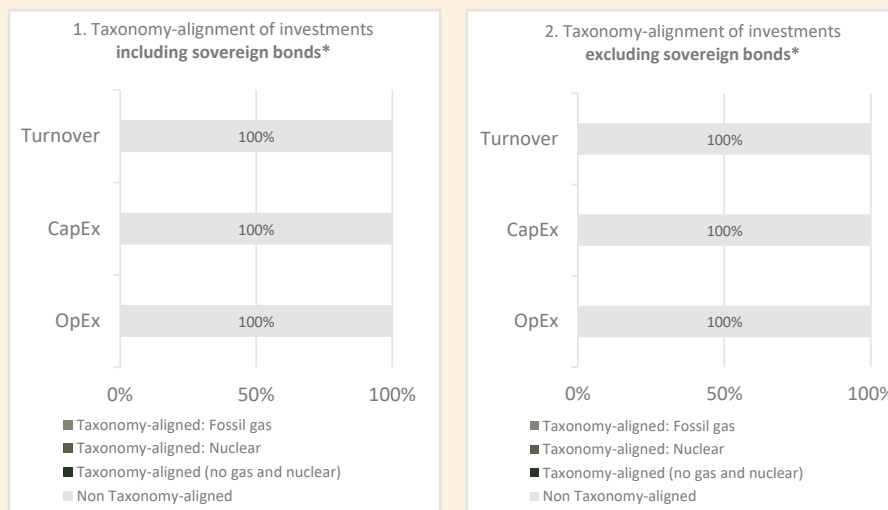 1. Taxonomy-alignment of investments
including sovereign bonds*
Turnover
100%
CapEx
100%
OpEx
100%
0%
50%
100%
Taxonomy-aligned: Fossil gas
Taxonomy-aligned: Nuclear
Taxonomy-aligned (no gas and nuclear)
Non Taxonomy-aligned
2. Taxonomy-alignment of investments
excluding sovereign bonds*
Turnover
100%
CapEx
100%
OpEx
100%
0%
50%
100%
Taxonomy-aligned: Fossil gas
Taxonomy-aligned: Nuclear
Taxonomy-aligned (no gas and nuclear)
Non Taxonomy-aligned